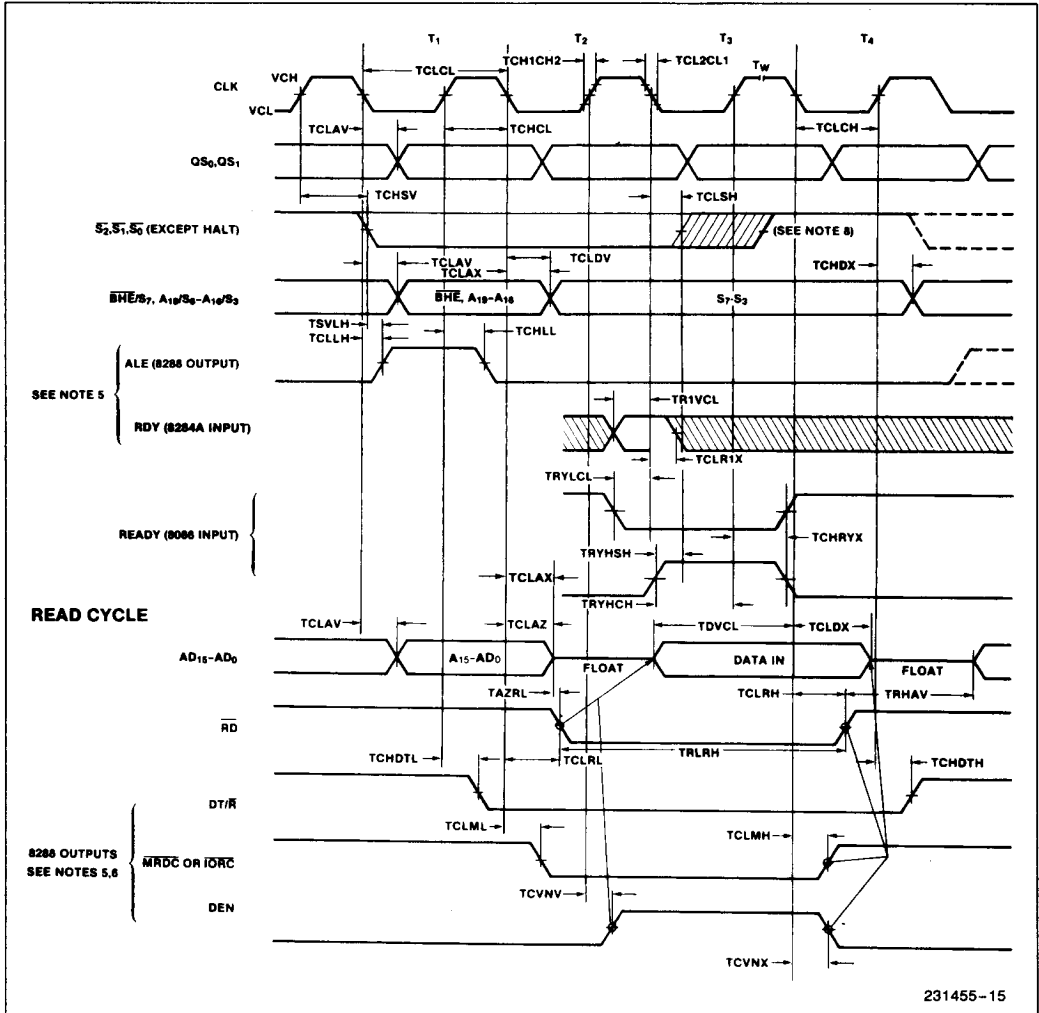 T1 T2 T3 T4
TCLCL
TCH1CH2
TCL2CL1
TW
CLK
VCH
VCL
TCLAV
TCHCL
TCLCH
QS0,QS1
TCHSV
TCLSH
S2,S1,S0 (EXCEPT HALT)
(SEE NOTE 8)
TCLAV
TCLDV
TCLAX
TCHDX
BHE/S7, A19/S6–A16/S3
BHE, A19–A16
S7-S3
TSVLH
TCLLH
TCHLL
ALE (8288 OUTPUT)
SEE NOTE 5
TR1VCL
RDY (8284A INPUT)
TCLR1X
TRYLCL
READY (8086 INPUT)
TCHRYX
TRYHSH
TCLAX
TRYHCH
READ CYCLE
TCLAV
TCLAZ
TDVCL
TCLDX
AD15-AD0
A15-AD0
FLOAT
DATA IN
FLOAT
TAZRL
TCLRH
TRHAV
RD
TRLRH
TCHDTL
TCLRL
TCHDTH
DT/R
TCLML
TCLMH
8288 OUTPUTS
SEE NOTES 5,6
MRDC OR IORC
TCVNV
DEN
TCVNX
231455–15